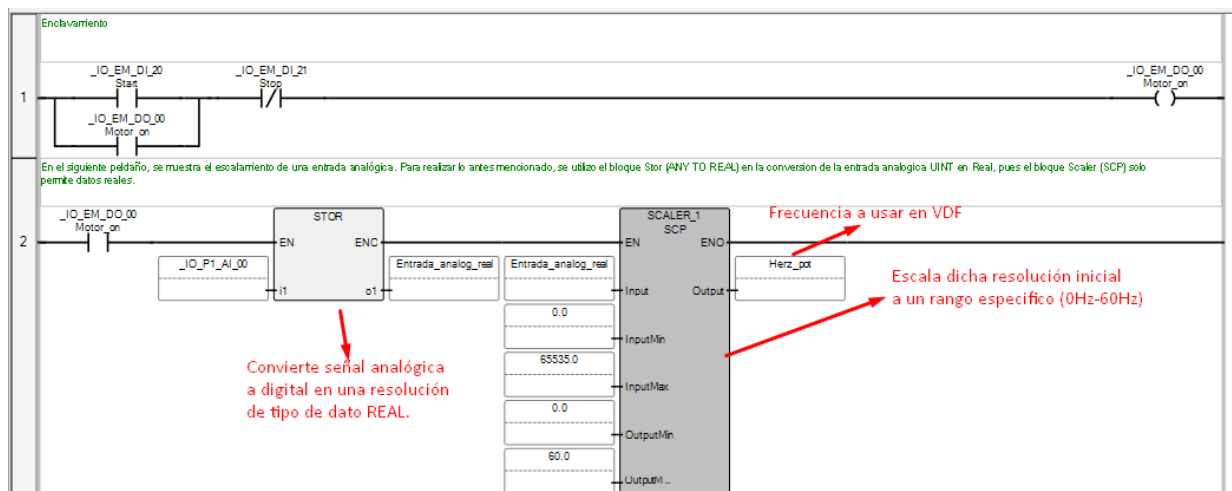 Enclavamiento
_IO_EM_DI_20
Start
_IO_EM_DI_21
Stop
_IO_EM_DO_00
Motor_on
1
_IO_EM_DO_00
Motor_on
En el siguiente peldaño, se muestra el escalamiento de una entrada analógica. Para realizar lo antes mencionado, se utilizo el bloque Stor (ANY TO REAL) en la conversion de la entrada analogica UINT en Real, pues el bloque Scaler (SCP) solo
permite datos reales.
_IO_EM_DO_00
Motor_on
STOR
SCALER_1
SCP
Frecuencia a usar en VDF
2
EN
ENO
EN
ENO
_IO_P1_AI_00
Entrada_analog_real
Entrada_analog_real
Herz_pot
i1
o1
Input
Output
Escala dicha resolución inicial
a un rango especifico (0Hz-60Hz)
0.0
InputMin
Convierte señal analógica
a digital en una resolución
de tipo de dato REAL.
65535.0
InputMax
0.0
OutputMin
60.0
OutputM...